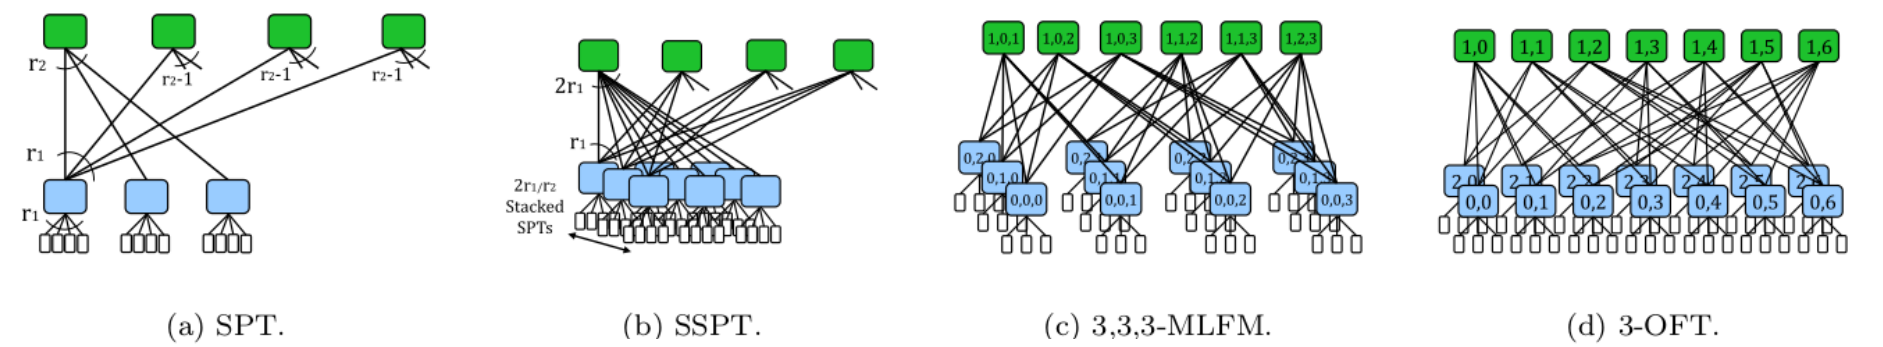 r₂
r₂-1
r₂-1
r₂-1
r₁
r₁
(a) SPT.
2r₁
r₁
2r₁/r₂
Stacked
SPTs
(b) SSPT.
1,0,1 1,0,2 1,0,3 1,1,2 1,1,3 1,2,3
0,2,0
0,1,0
0,0,0 0,0,1 0,0,2 0,0,3
(c) 3,3,3-MLFM.
1,0 1,1 1,2 1,3 1,4 1,5 1,6
0,0 0,1 0,2 0,3 0,4 0,5 0,6
(d) 3-OFT.